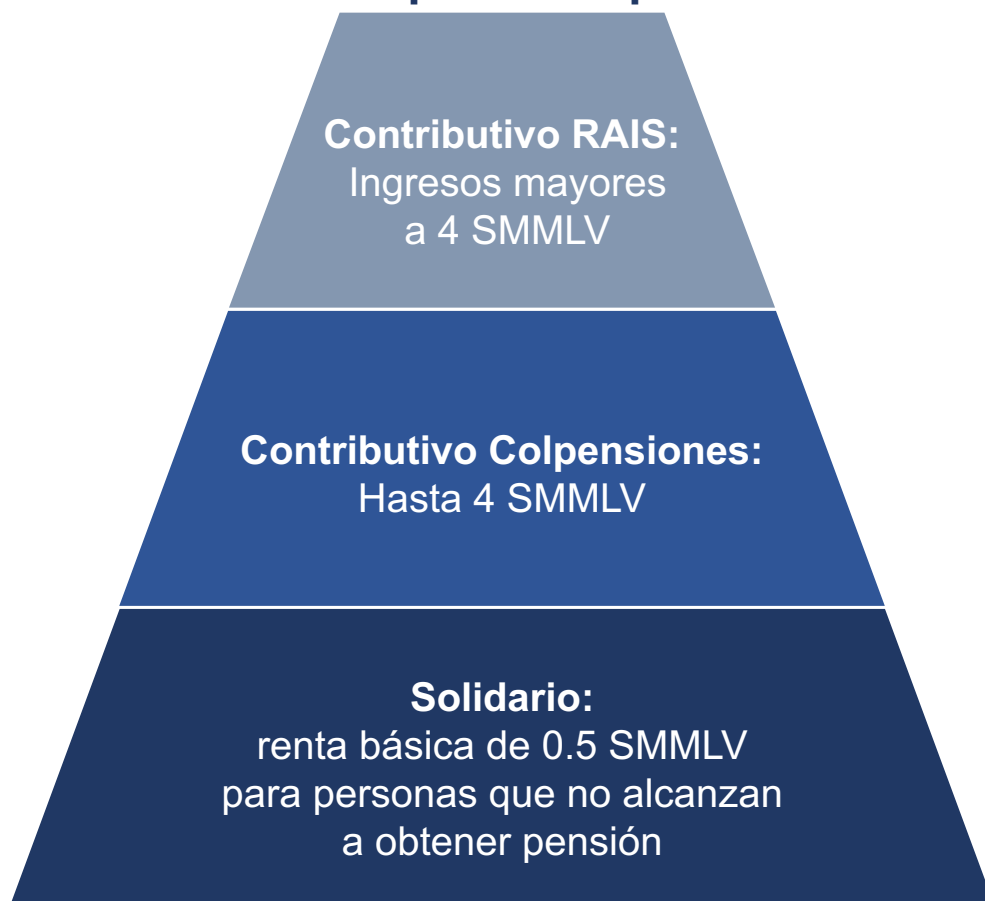 Contributivo RAIS:
Ingresos mayores
a 4 SMMLV
Contributivo Colpensiones:
Hasta 4 SMMLV
Solidario:
renta básica de 0.5 SMMLV
para personas que no alcanzan
a obtener pensión